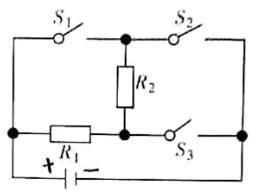 S₁
S₂
R₂
R₁
S₃
+
−